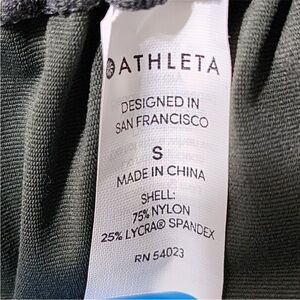 ATHLETA
DESIGNED IN
SAN FRANCISCO
S
MADE IN CHINA
SHELL:
75% NYLON
25% LYCRA® SPANDEX
RN 54023